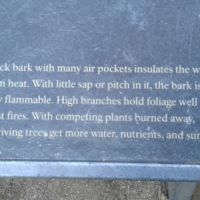 ck bark with many air pockets insulates the w
n heat. With little sap or pitch in it, the bark is
y flammable. High branches hold foliage well
t fires. With competing plants burned away,
iving trees get more water, nutrients, and sun